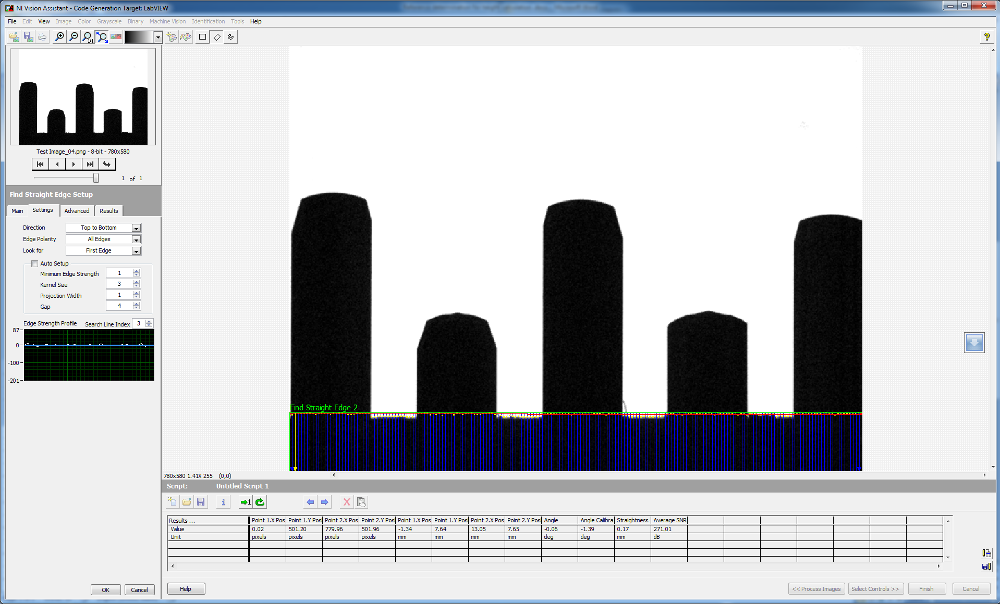 NI Vision Assistant - Code Generation Target: LabVIEW
File Edit View Image Color Grayscale Binary Machine Vision Identification Tools Help
1:1
?
Test Image_04.png - 8-bit - 780x580
1 of 1
Find Straight Edge Setup
Main Settings Advanced Results
Direction Top to Bottom
Edge Polarity All Edges
Look for First Edge
Auto Setup
Minimum Edge Strength 1
Kernel Size 3
Projection Width 1
Gap 4
Edge Strength Profile Search Line Index 3
87
0
-100
-201
OK Cancel
Find Straight Edge 2
780x580 1.41X 255 (0,0)
Script: Untitled Script 1
1
Results ... Point 1.X Pos Point 1.Y Pos Point 2.X Pos Point 2.Y Pos Point 1.X Pos Point 1.Y Pos Point 2.X Pos Point 2.Y Pos Angle Angle Calibra Straightness Average SNR
Value 0.02 501.20 779.96 501.96 -1.34 7.64 13.05 7.65 -0.06 -1.39 0.17 271.01
Unit pixels pixels pixels pixels mm mm mm mm deg deg mm dB
Help << Process Images Select Controls >> Finish Cancel